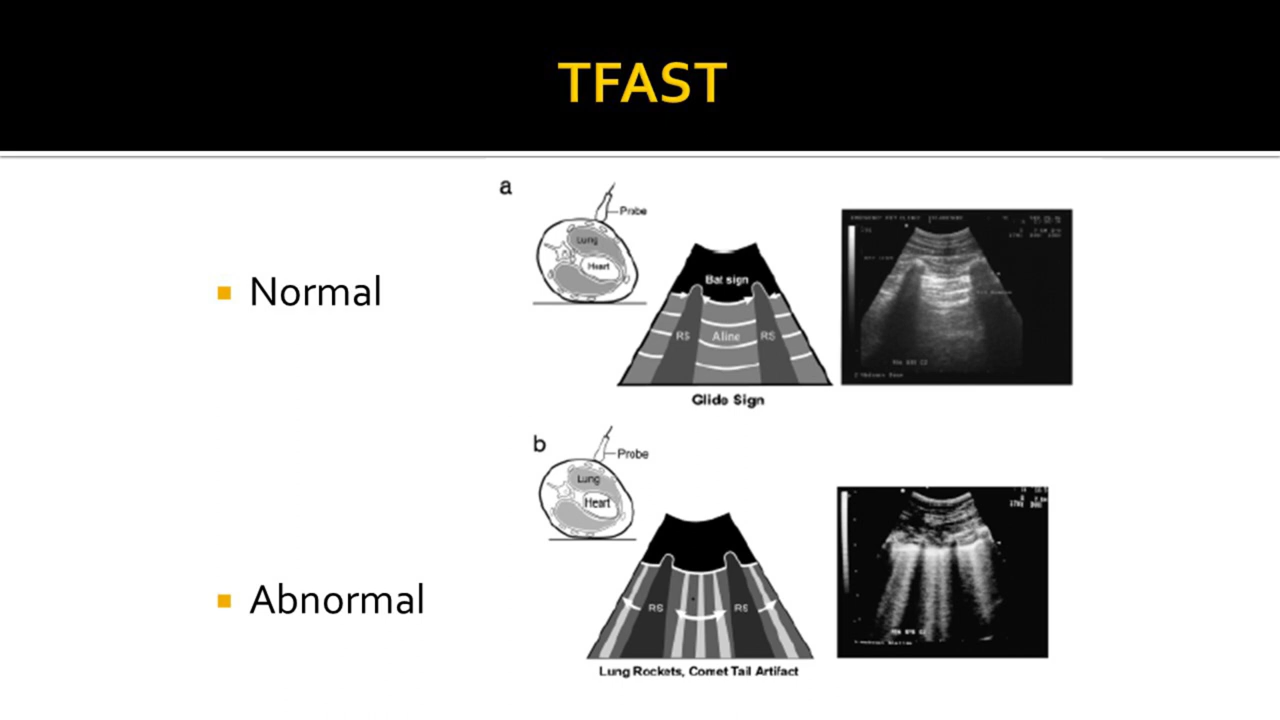 TFAST
Normal
a
Probe
Lung
Heart
Bat sign
RS
Aline
RS
Glide Sign
Abnormal
b
Probe
Lung
Heart
RS
RS
Lung Rockets, Comet Tail Artifact